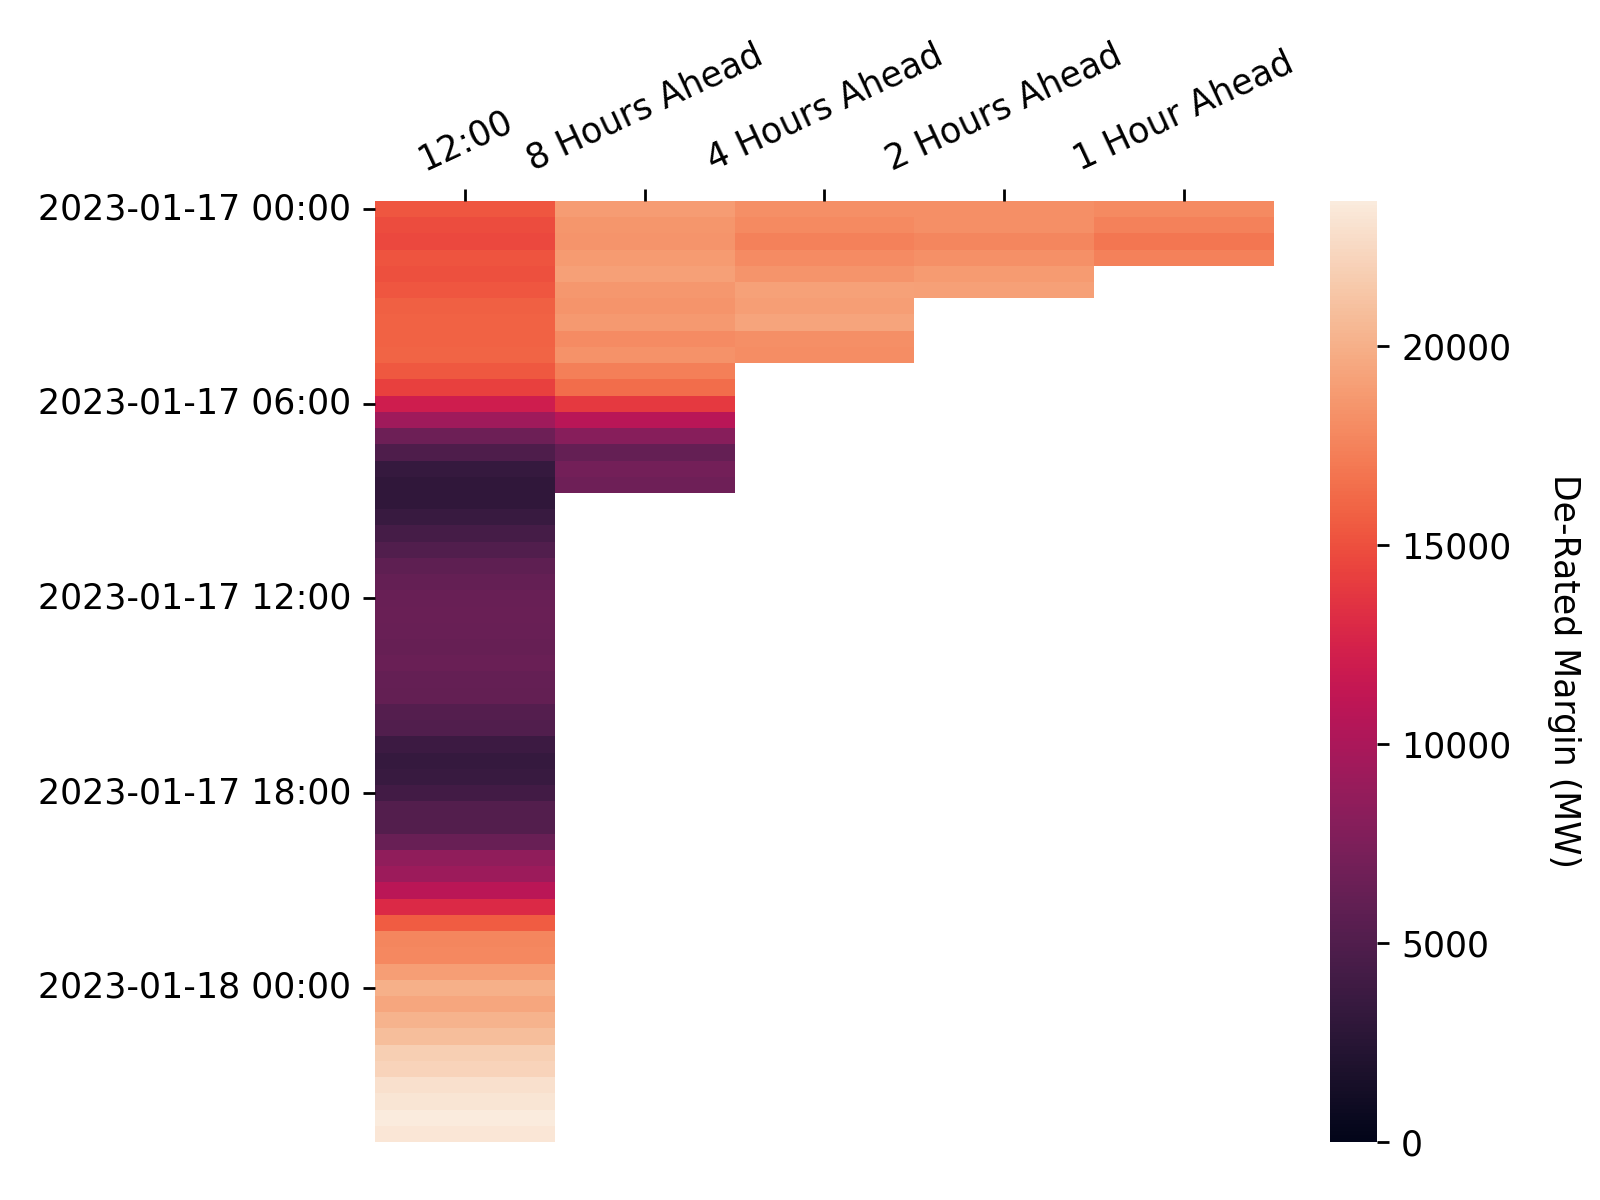 12:00
8 Hours Ahead
4 Hours Ahead
2 Hours Ahead
1 Hour Ahead
2023-01-17 00:00
2023-01-17 06:00
2023-01-17 12:00
2023-01-17 18:00
2023-01-18 00:00
20000
15000
10000
5000
0
De-Rated Margin (MW)